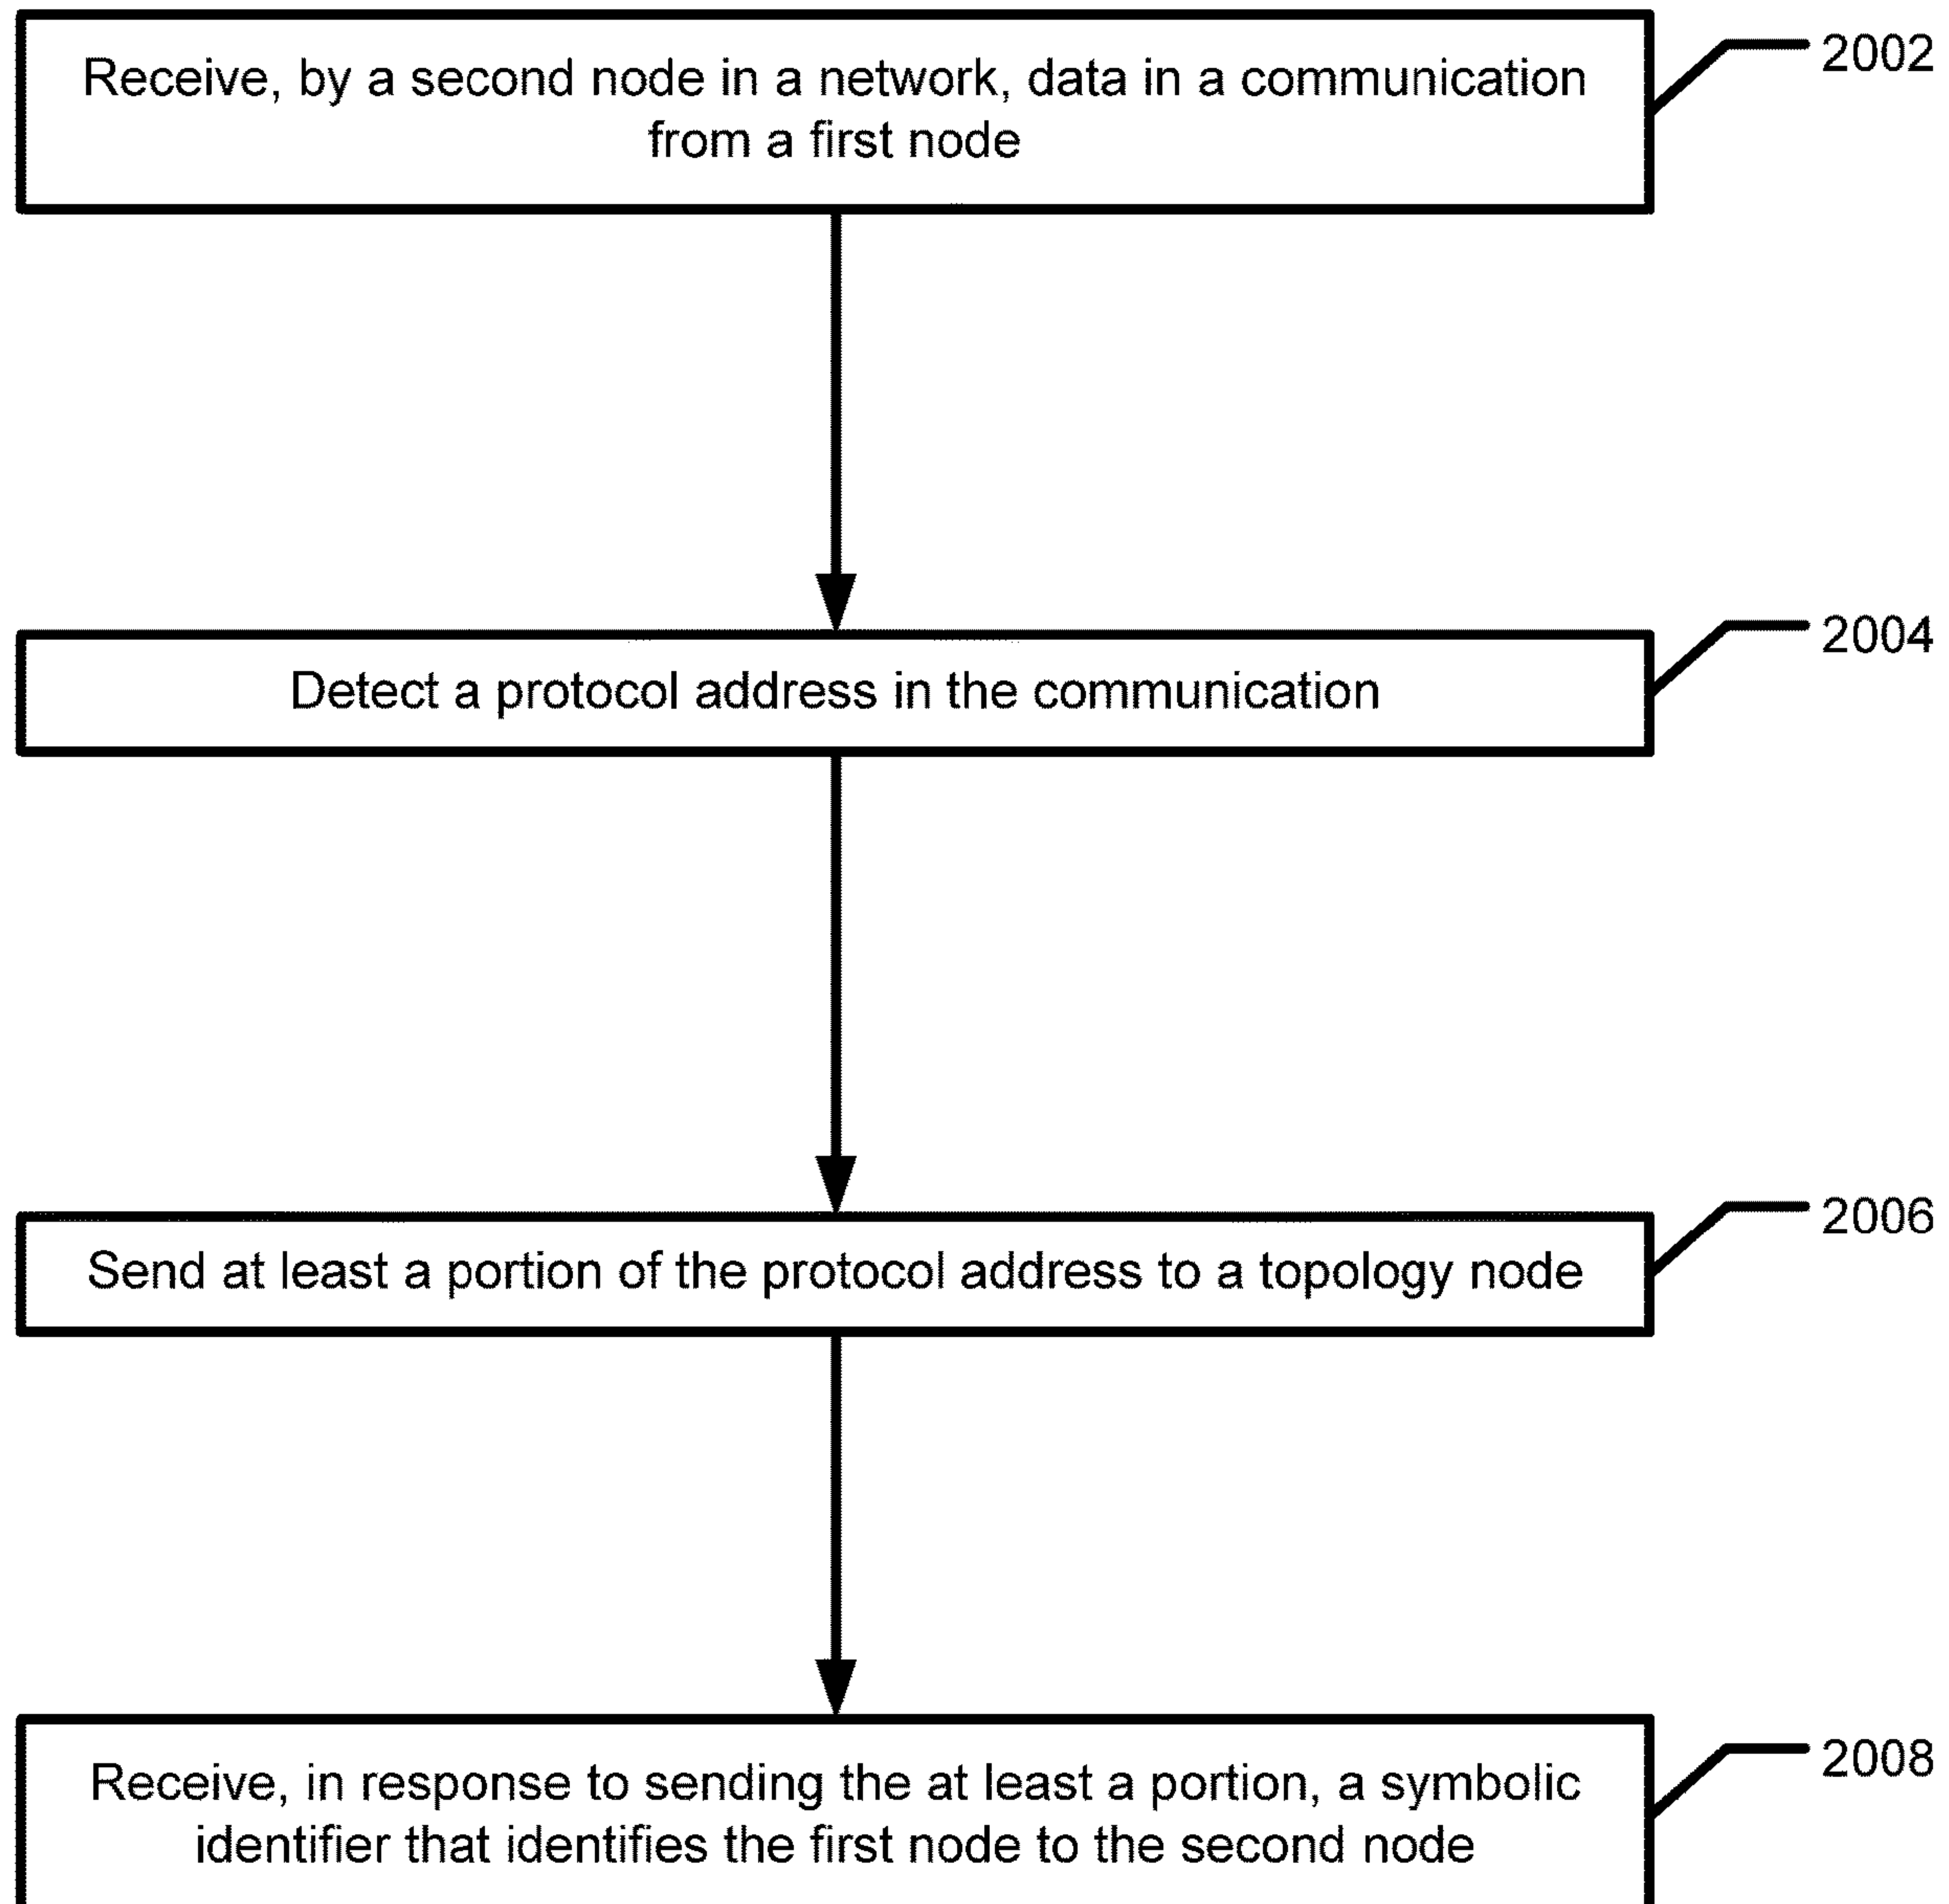 Receive, by a second node in a network, data in a communication
from a first node
2002
Detect a protocol address in the communication
2004
Send at least a portion of the protocol address to a topology node
2006
Receive, in response to sending the at least a portion, a symbolic
identifier that identifies the first node to the second node
2008